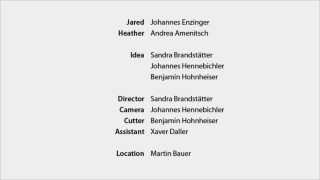 Jared Johannes Enzinger
Heather Andrea Amenitsch
Idea Sandra Brandstätter
Johannes Hennebichler
Benjamin Hohnheiser
Director Sandra Brandstätter
Camera Johannes Hennebichler
Cutter Benjamin Hohnheiser
Assistant Xaver Daller
Location Martin Bauer